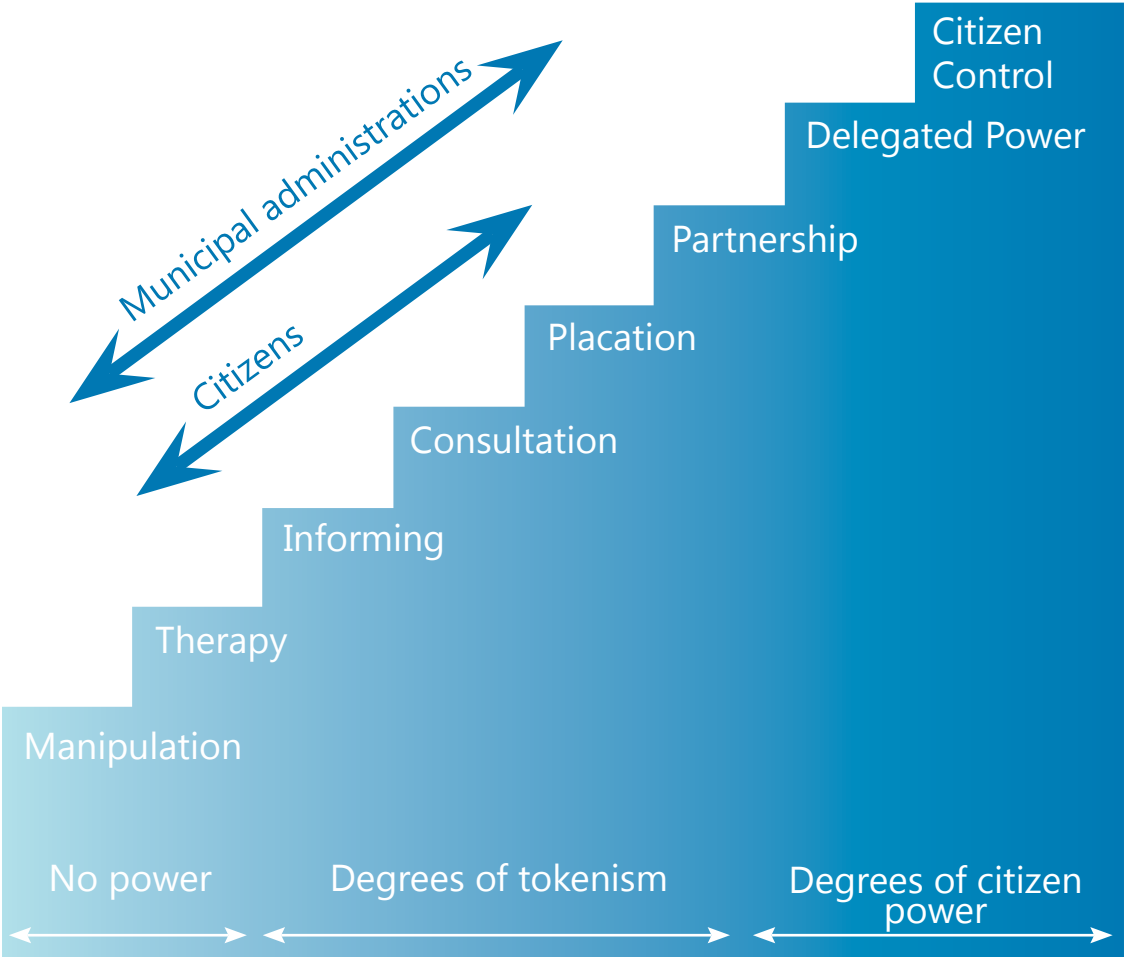 Citizen
Control
Municipal administrations
Delegated Power
Partnership
Citizens
Placation
Consultation
Informing
Therapy
Manipulation
No power
Degrees of tokenism
Degrees of citizen
power